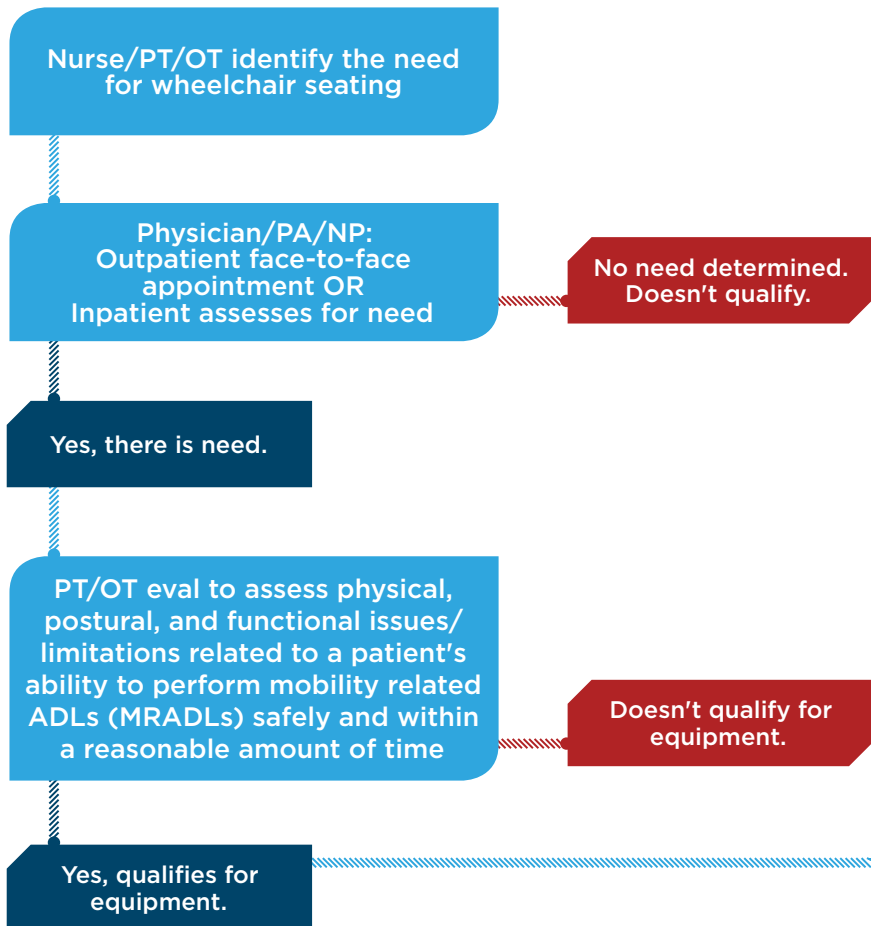 Nurse/PT/OT identify the need
for wheelchair seating
Physician/PA/NP:
Outpatient face-to-face
appointment OR
Inpatient assesses for need
No need determined.
Doesn't qualify.
Yes, there is need.
PT/OT eval to assess physical,
postural, and functional issues/
limitations related to a patient's
ability to perform mobility related
ADLs (MRADLs) safely and within
a reasonable amount of time
Doesn't qualify for
equipment.
Yes, qualifies for
equipment.